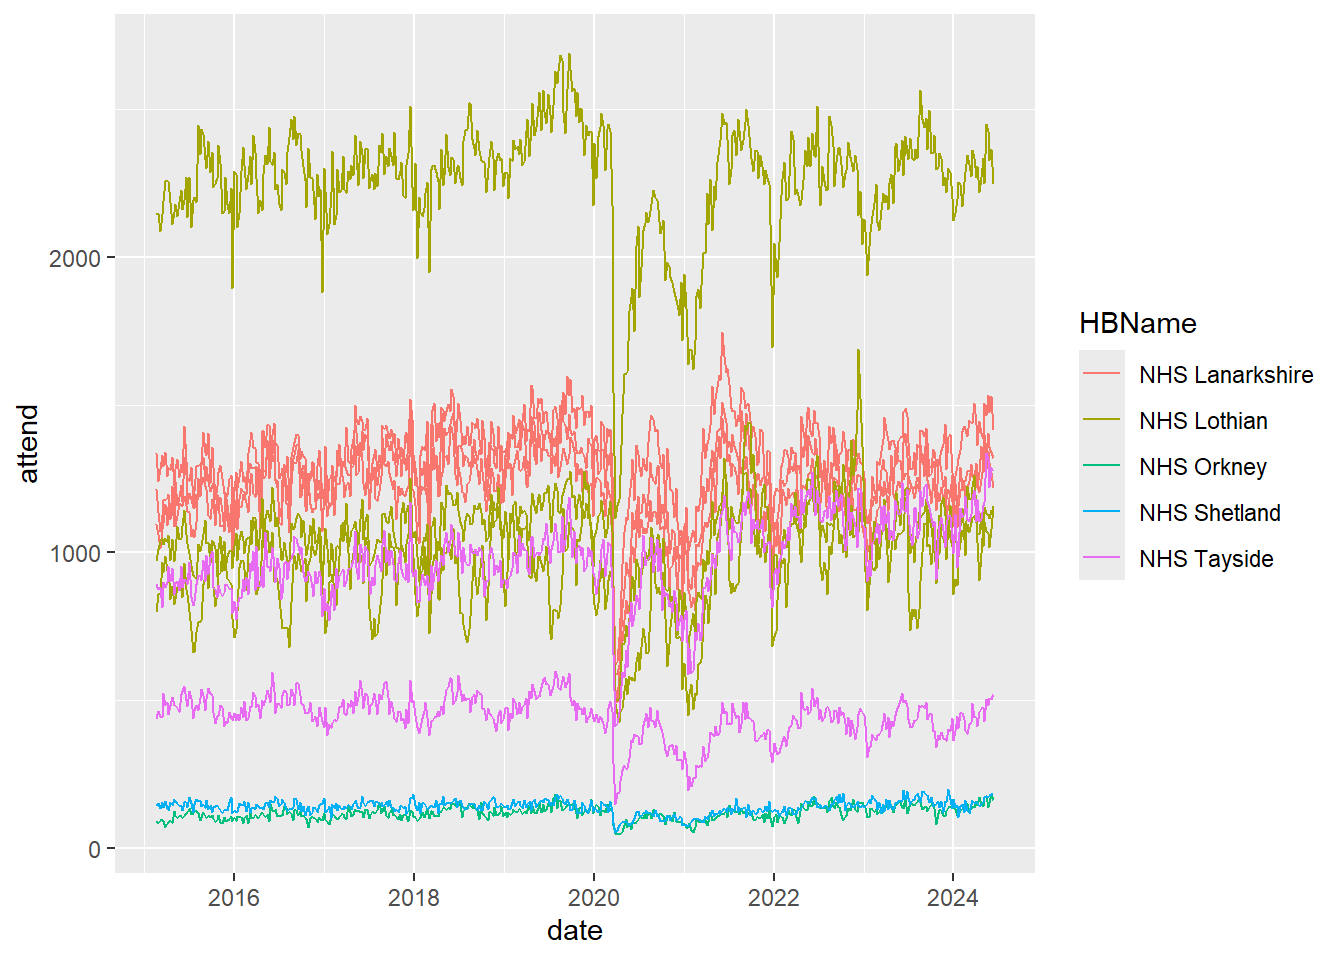 2000
1000
0
attend
2016
2018
2020
2022
2024
date
HBName
NHS Lanarkshire
NHS Lothian
NHS Orkney
NHS Shetland
NHS Tayside